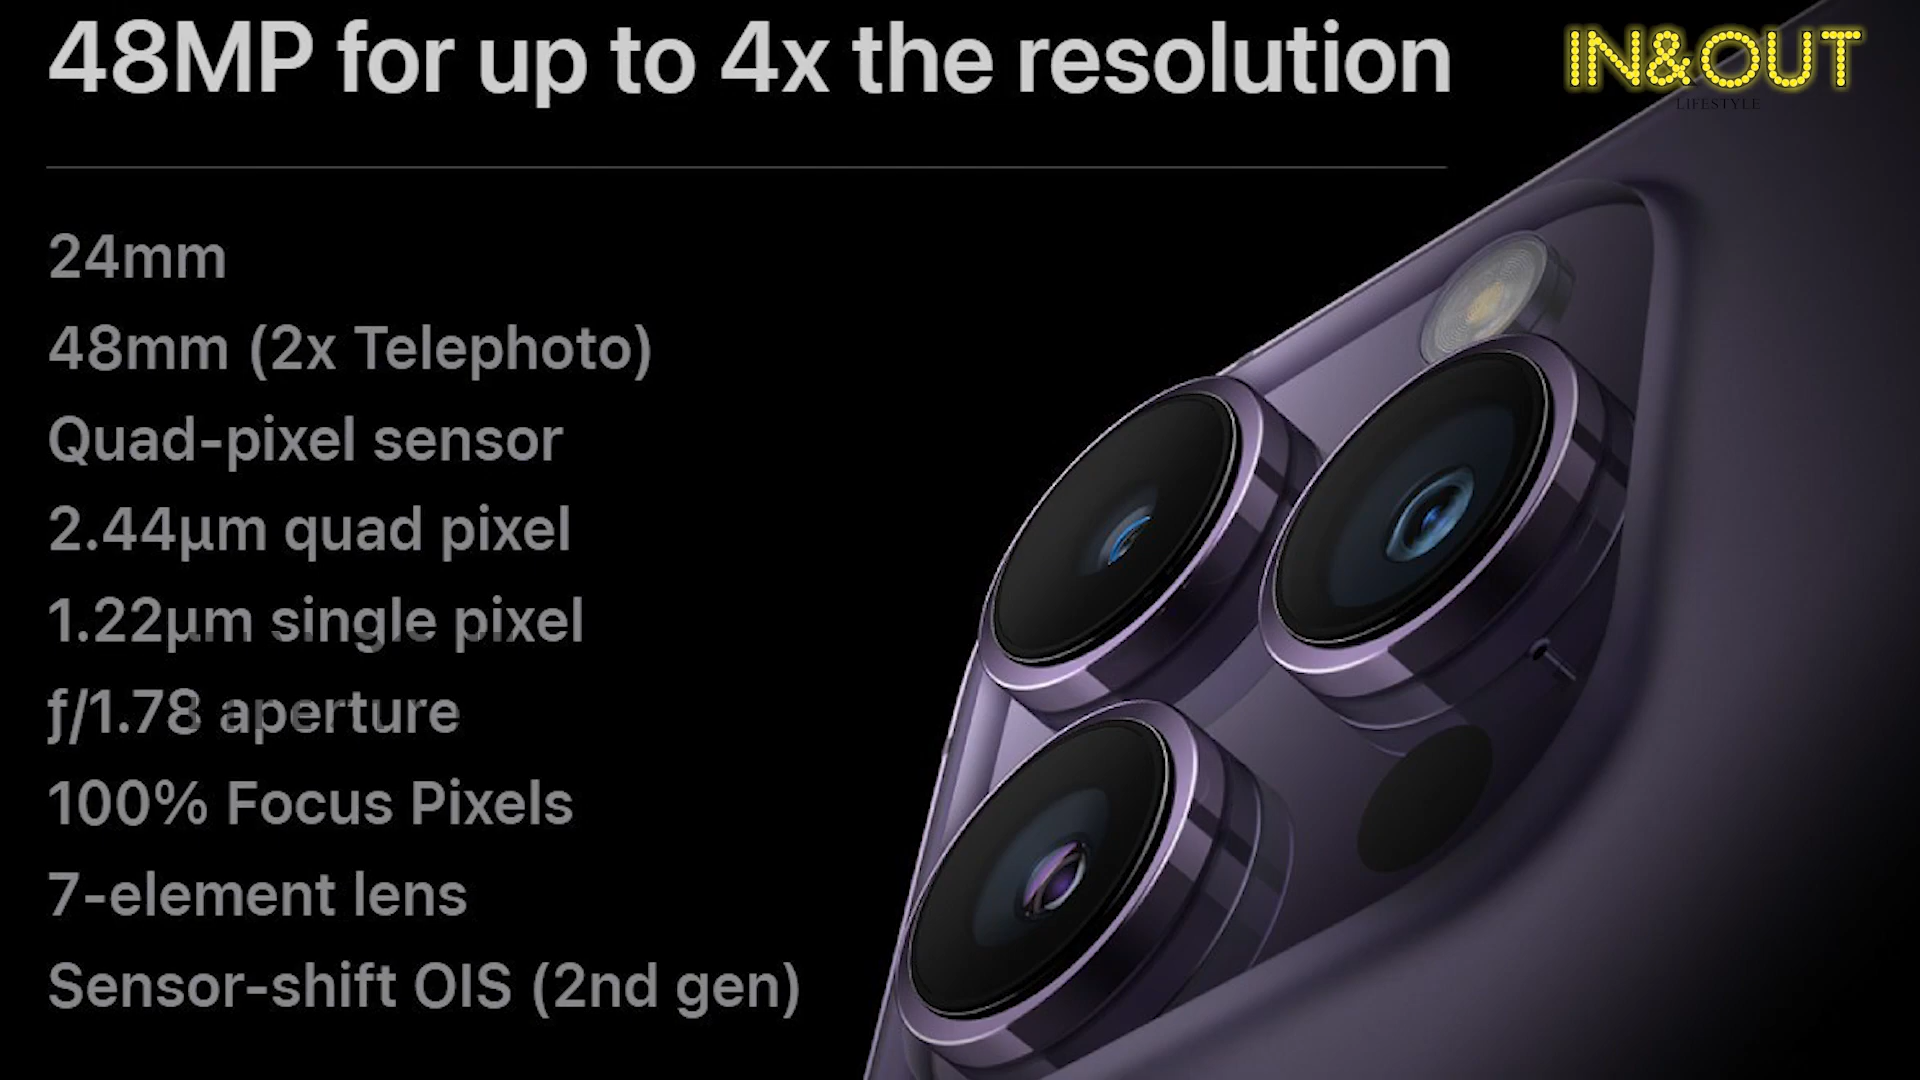 48MP for up to 4x the resolution
IN&OUT
LIFESTYLE
24mm
48mm (2x Telephoto)
Quad-pixel sensor
2.44µm quad pixel
1.22µm single pixel
ƒ/1.78 aperture
100% Focus Pixels
7-element lens
Sensor-shift OIS (2nd gen)